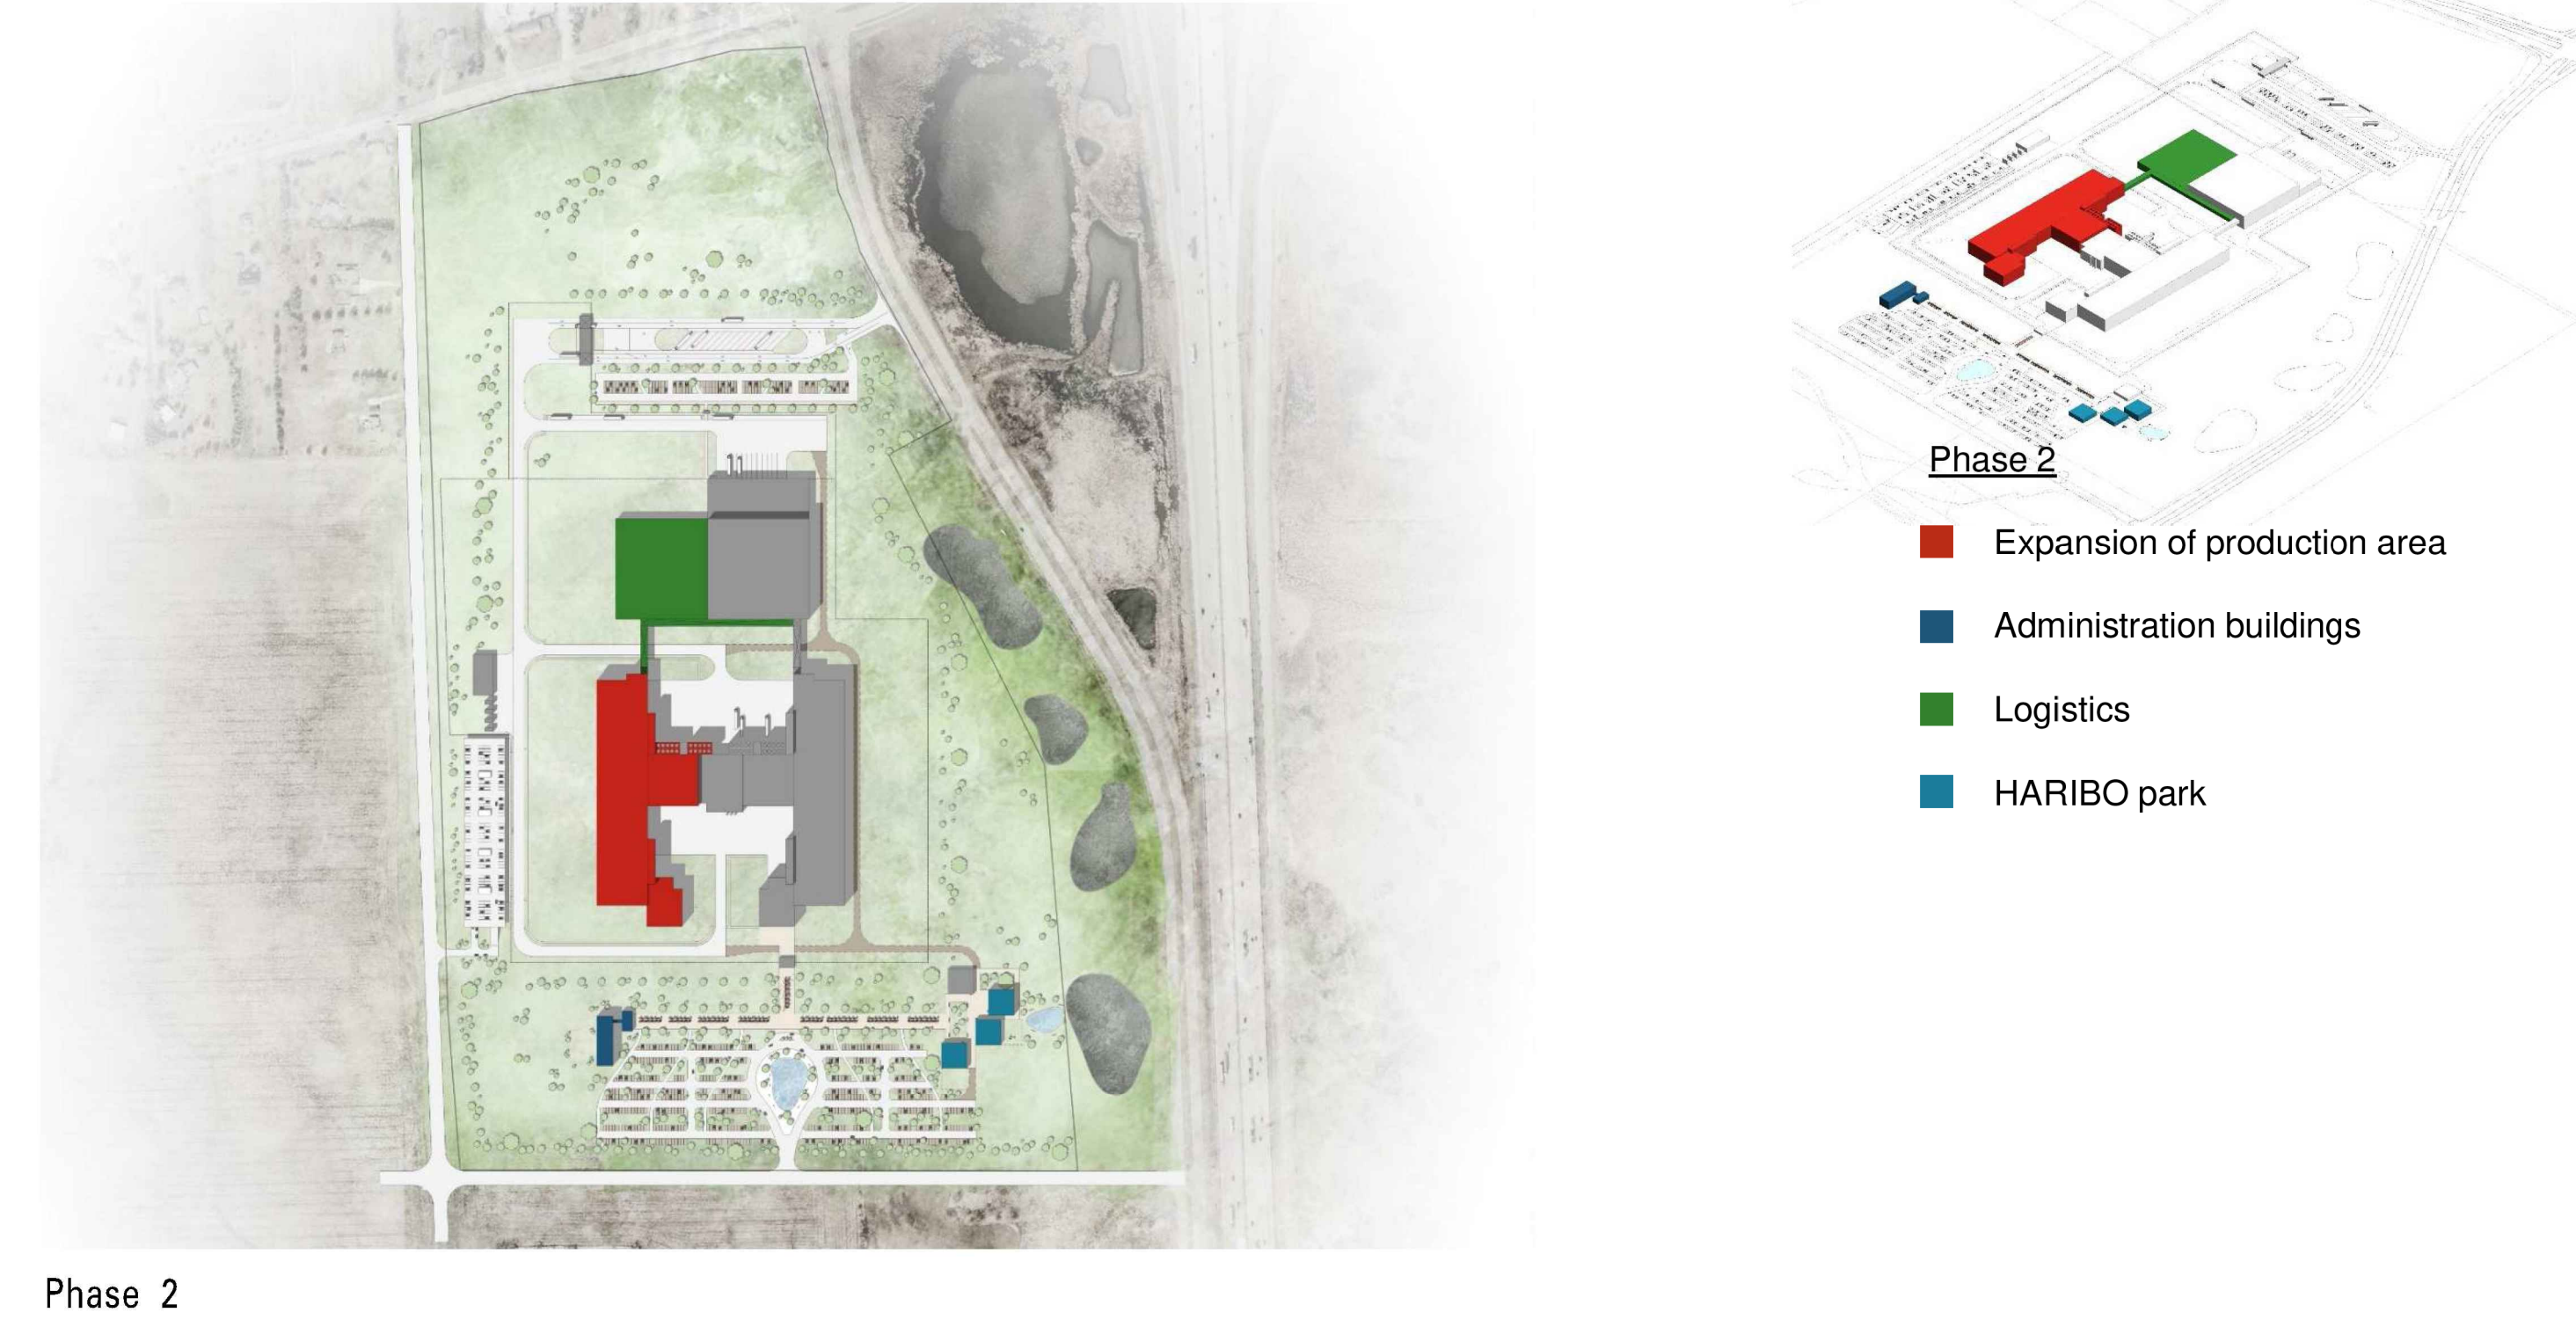 Phase 2
Expansion of production area
Administration buildings
Logistics
HARIBO park
Phase 2